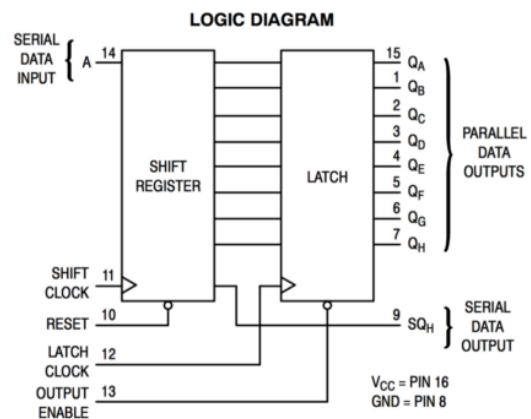 LOGIC DIAGRAM
SERIAL
DATA
INPUT
A
14
SHIFT
REGISTER
LATCH
15 QA
1 QB
2 QC
3 QD
4 QE
5 QF
6 QG
7 QH
PARALLEL
DATA
OUTPUTS
SHIFT
CLOCK
11
RESET
10
LATCH
CLOCK
12
OUTPUT
ENABLE
13
9 SQH
SERIAL
DATA
OUTPUT
VCC = PIN 16
GND = PIN 8